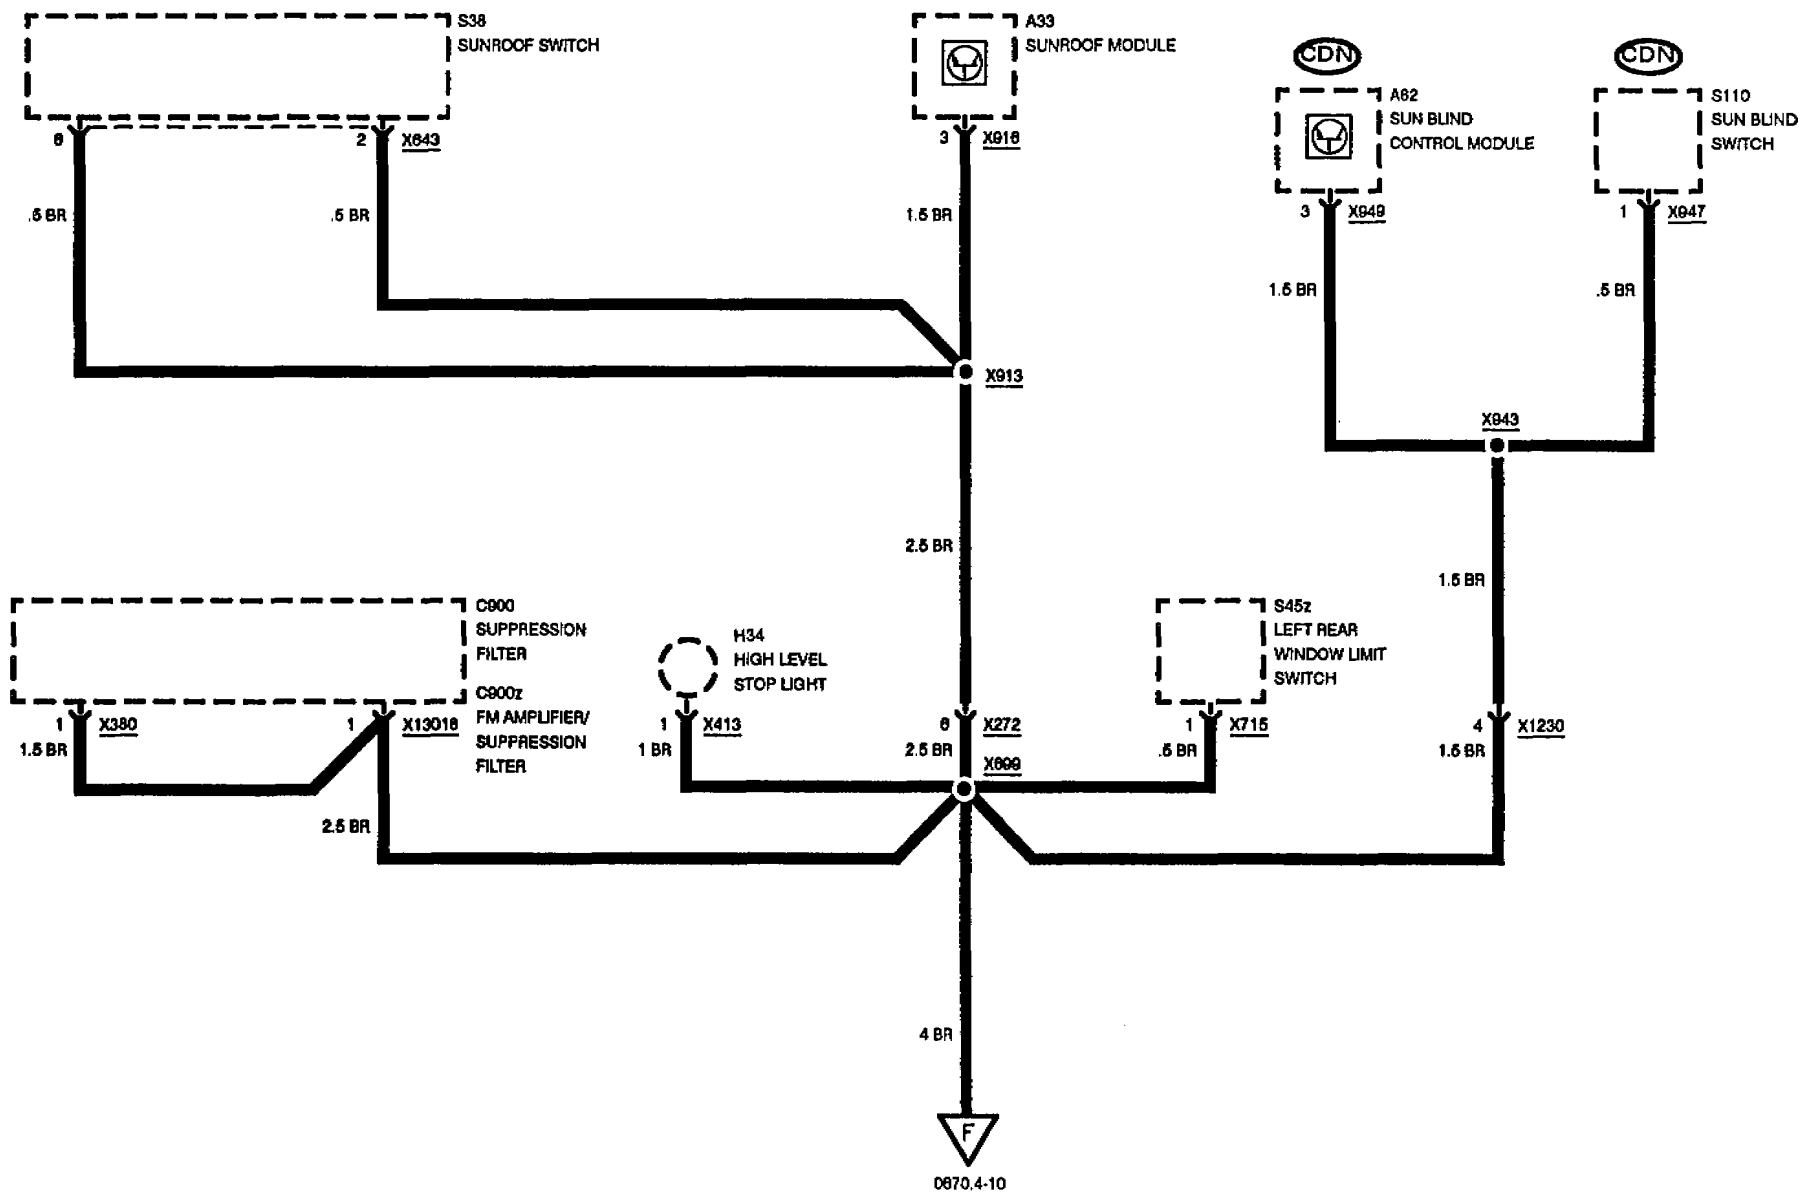 S38
SUNROOF SWITCH
A33
SUNROOF MODULE
CDN
CDN
A62
SUN BLIND
CONTROL MODULE
S110
SUN BLIND
SWITCH
6
2
X643
3
X916
3
X949
1
X947
.5 BR
.5 BR
1.5 BR
1.5 BR
.5 BR
X913
X943
2.5 BR
1.5 BR
C900
SUPPRESSION
FILTER
C900z
FM AMPLIFIER/
SUPPRESSION
FILTER
H34
HIGH LEVEL
STOP LIGHT
S45z
LEFT REAR
WINDOW LIMIT
SWITCH
1
X380
1
X13016
1
X413
6
X272
1
X715
4
X1230
1.5 BR
1 BR
2.5 BR
.5 BR
1.5 BR
X699
2.5 BR
4 BR
F
0670.4-10